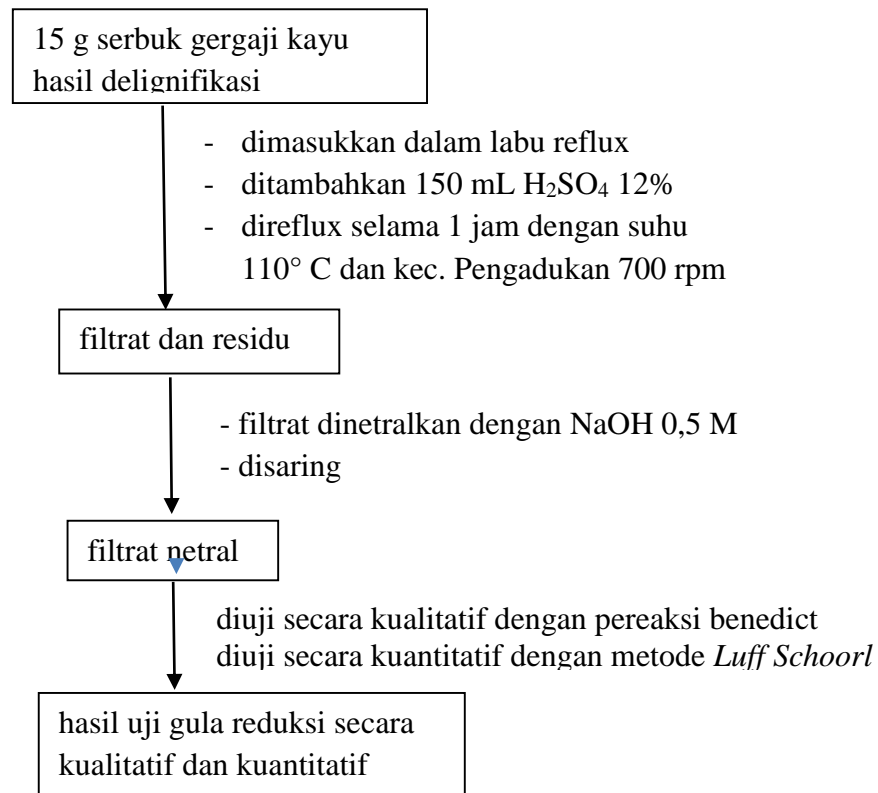 15 g serbuk gergaji kayu
hasil delignifikasi
- dimasukkan dalam labu reflux
- ditambahkan 150 mL H₂SO₄ 12%
- direflux selama 1 jam dengan suhu
110° C dan kec. Pengadukan 700 rpm
filtrat dan residu
- filtrat dinetralkan dengan NaOH 0,5 M
- disaring
filtrat netral
diuji secara kualitatif dengan pereaksi benedict
diuji secara kuantitatif dengan metode Luff Schoorl
hasil uji gula reduksi secara
kualitatif dan kuantitatif